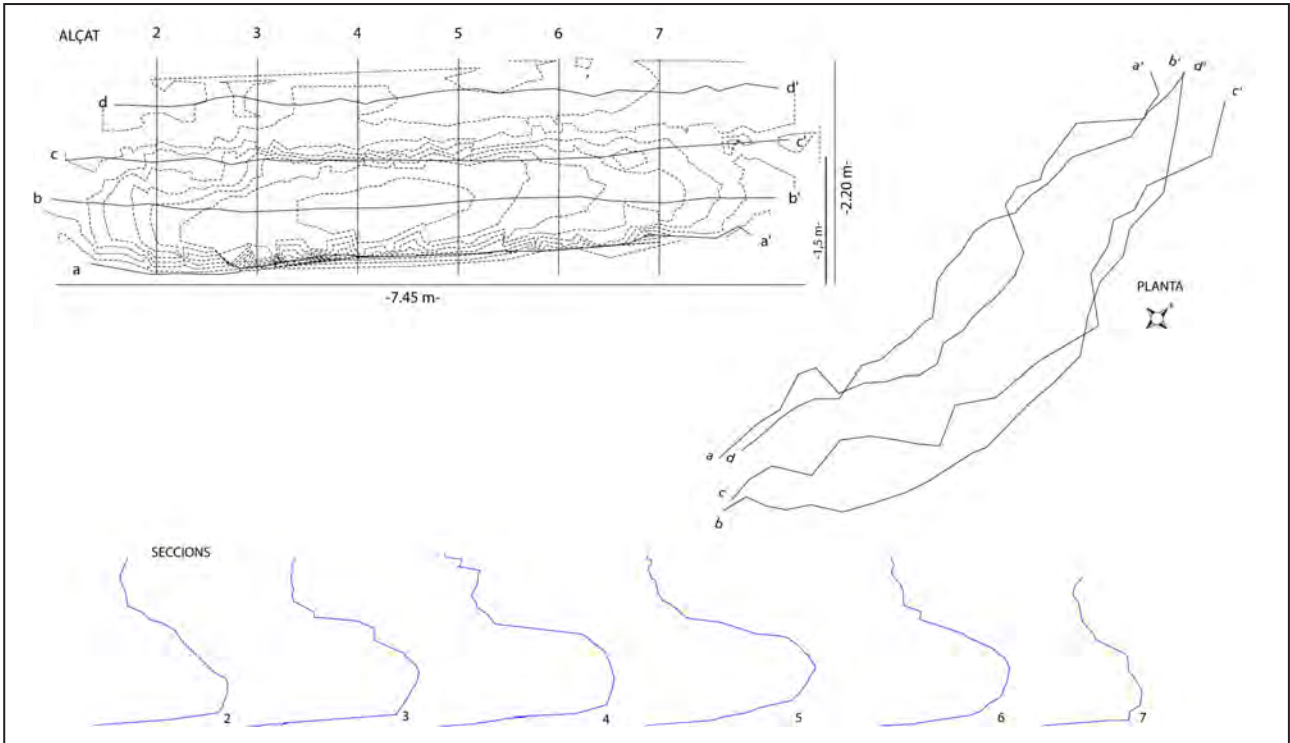 ALÇAT 2 3 4 5 6 7
d d'
c c'
b b'
a a'
-7.45 m-
-1,5 m-
-2.20 m-
a' b' d' c'
PLANTA
a d
c
b
SECCIONS
2 3 4 5 6 7